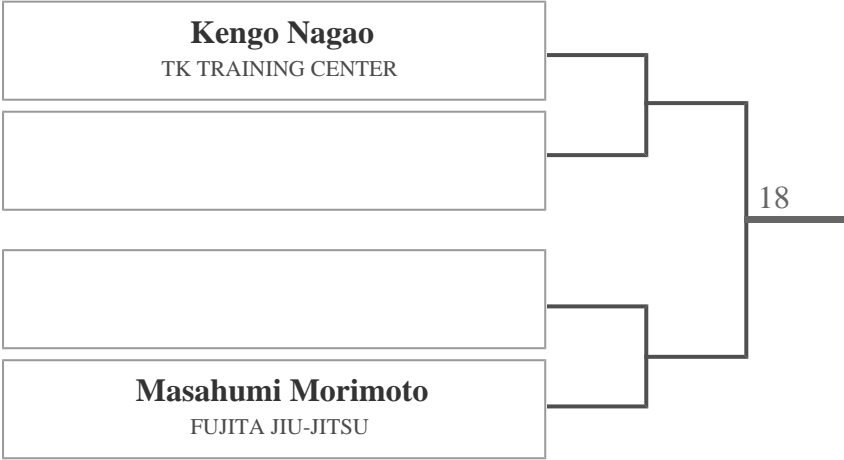 Kengo Nagao
TK TRAINING CENTER
18
Masahumi Morimoto
FUJITA JIU-JITSU